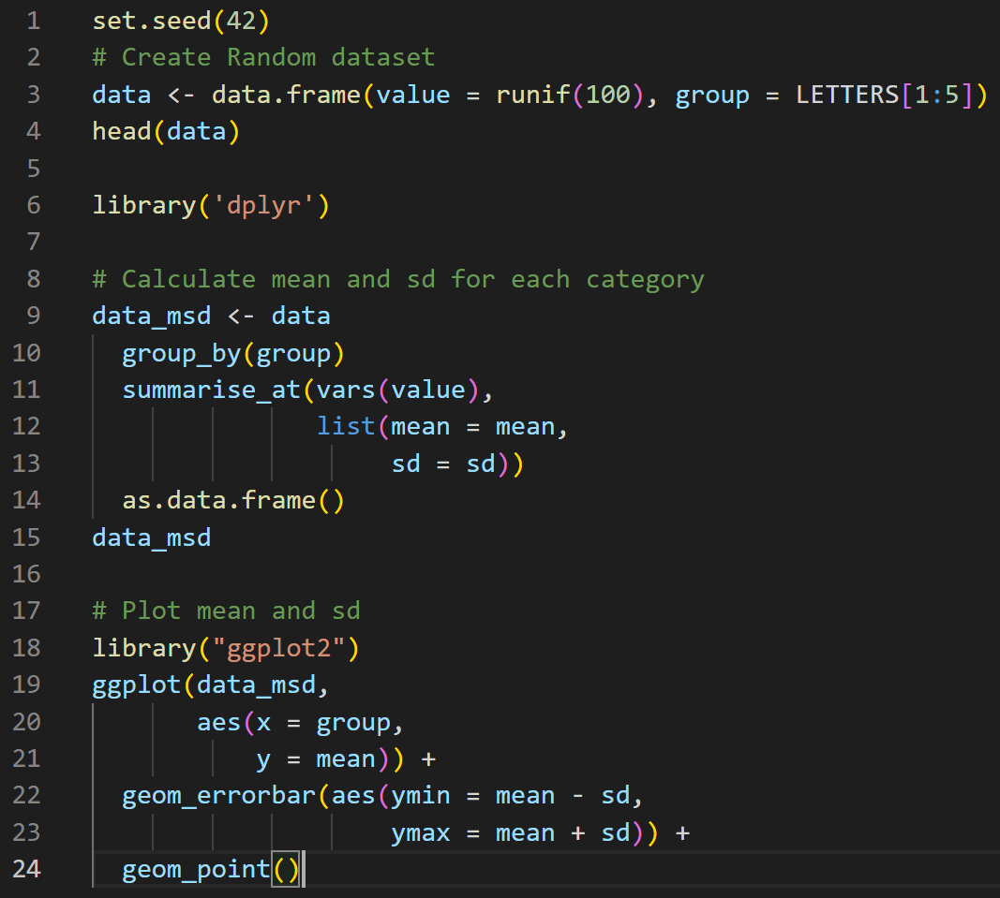 1 set.seed(42)
2 # Create Random dataset
3 data <- data.frame(value = runif(100), group = LETTERS[1:5])
4 head(data)
5
6 library('dplyr')
7
8 # Calculate mean and sd for each category
9 data_msd <- data
10   group_by(group)
11   summarise_at(vars(value),
12                list(mean = mean,
13                     sd = sd))
14   as.data.frame()
15 data_msd
16
17 # Plot mean and sd
18 library("ggplot2")
19 ggplot(data_msd,
20        aes(x = group,
21            y = mean)) +
22   geom_errorbar(aes(ymin = mean - sd,
23                     ymax = mean + sd)) +
24   geom_point()